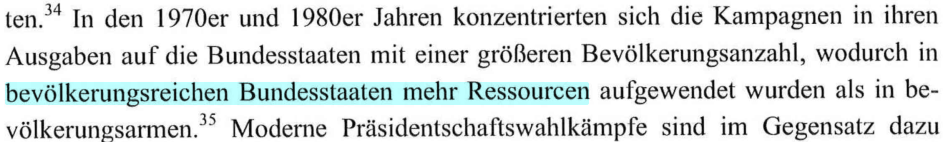 ten.³⁴ In den 1970er und 1980er Jahren konzentrierten sich die Kampagnen in ihren
Ausgaben auf die Bundesstaaten mit einer größeren Bevölkerungsanzahl, wodurch in
bevölkerungsreichen Bundesstaaten mehr Ressourcen aufgewendet wurden als in be-
völkerungsarmen.³⁵ Moderne Präsidentschaftswahlkämpfe sind im Gegensatz dazu